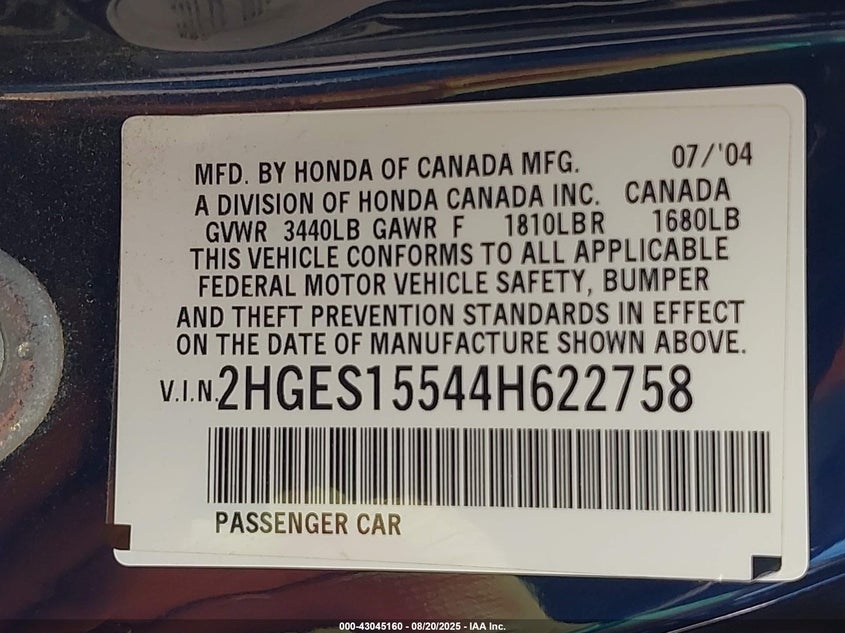 MFD. BY HONDA OF CANADA MFG. 07/'04
A DIVISION OF HONDA CANADA INC. CANADA
GVWR 3440LB GAWR F 1810LBR 1680LB
THIS VEHICLE CONFORMS TO ALL APPLICABLE
FEDERAL MOTOR VEHICLE SAFETY, BUMPER
AND THEFT PREVENTION STANDARDS IN EFFECT
ON THE DATE OF MANUFACTURE SHOWN ABOVE.
V.I.N.2HGES15544H622758
PASSENGER CAR
000-43045160 - 08/20/2025 - IAA Inc.